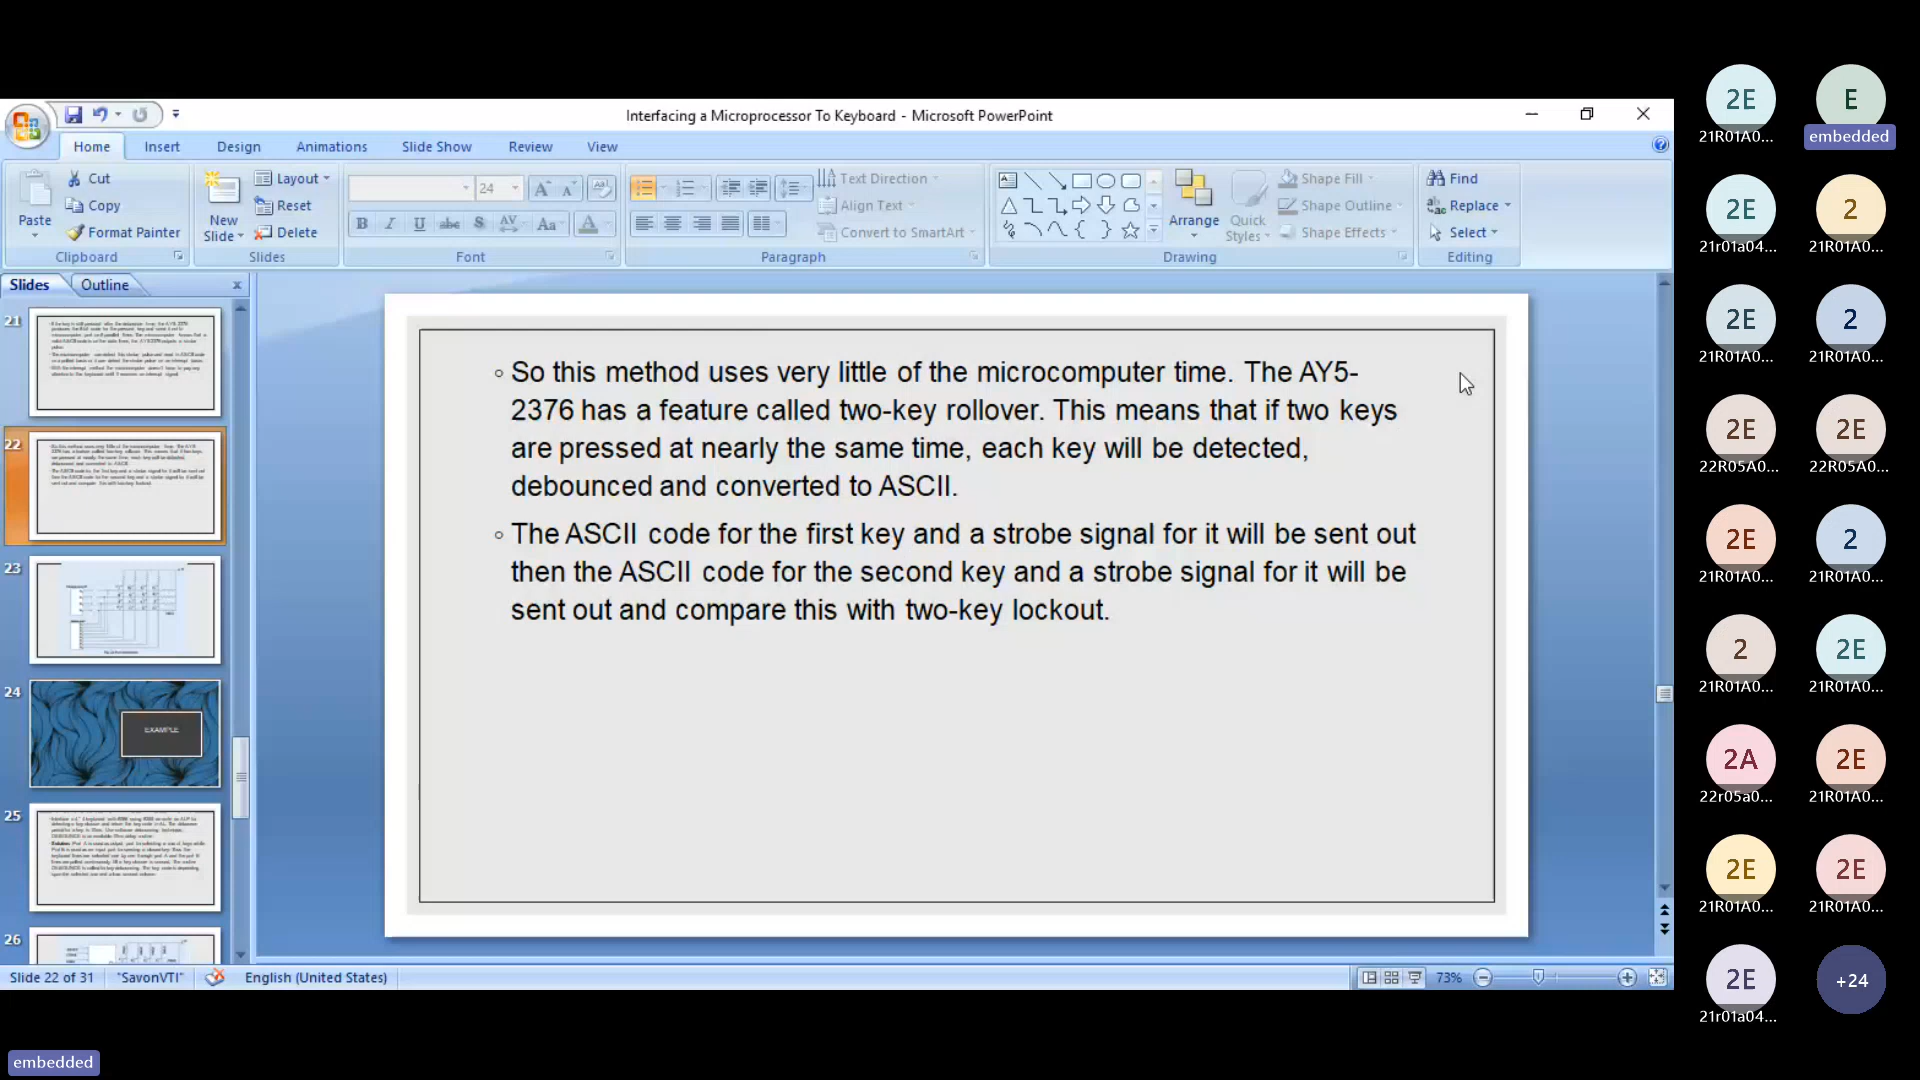 Interfacing a Microprocessor To Keyboard - Microsoft PowerPoint
Home Insert Design Animations Slide Show Review View
Paste
Cut
Copy
Format Painter
Clipboard
New Slide
Layout
Reset
Delete
Slides
24
Font
Text Direction
Align Text
Convert to SmartArt
Paragraph
Arrange
Quick Styles
Shape Fill
Shape Outline
Shape Effects
Drawing
Find
Replace
Select
Editing
Slides Outline
21
22
23
24
EXAMPLE
25
26
So this method uses very little of the microcomputer time. The AY5-
2376 has a feature called two-key rollover. This means that if two keys
are pressed at nearly the same time, each key will be detected,
debounced and converted to ASCII.
The ASCII code for the first key and a strobe signal for it will be sent out
then the ASCII code for the second key and a strobe signal for it will be
sent out and compare this with two-key lockout.
Slide 22 of 31 "SavonVTI" English (United States) 73%
embedded
2E E
21R01A0... embedded
2E 2
21r01a04... 21R01A0...
2E 2
21R01A0... 21R01A0...
2E 2E
22R05A0... 22R05A0...
2E 2
21R01A0... 21R01A0...
2 2E
21R01A0... 21R01A0...
2A 2E
22r05a0... 21R01A0...
2E 2E
21R01A0... 21R01A0...
2E +24
21r01a04...